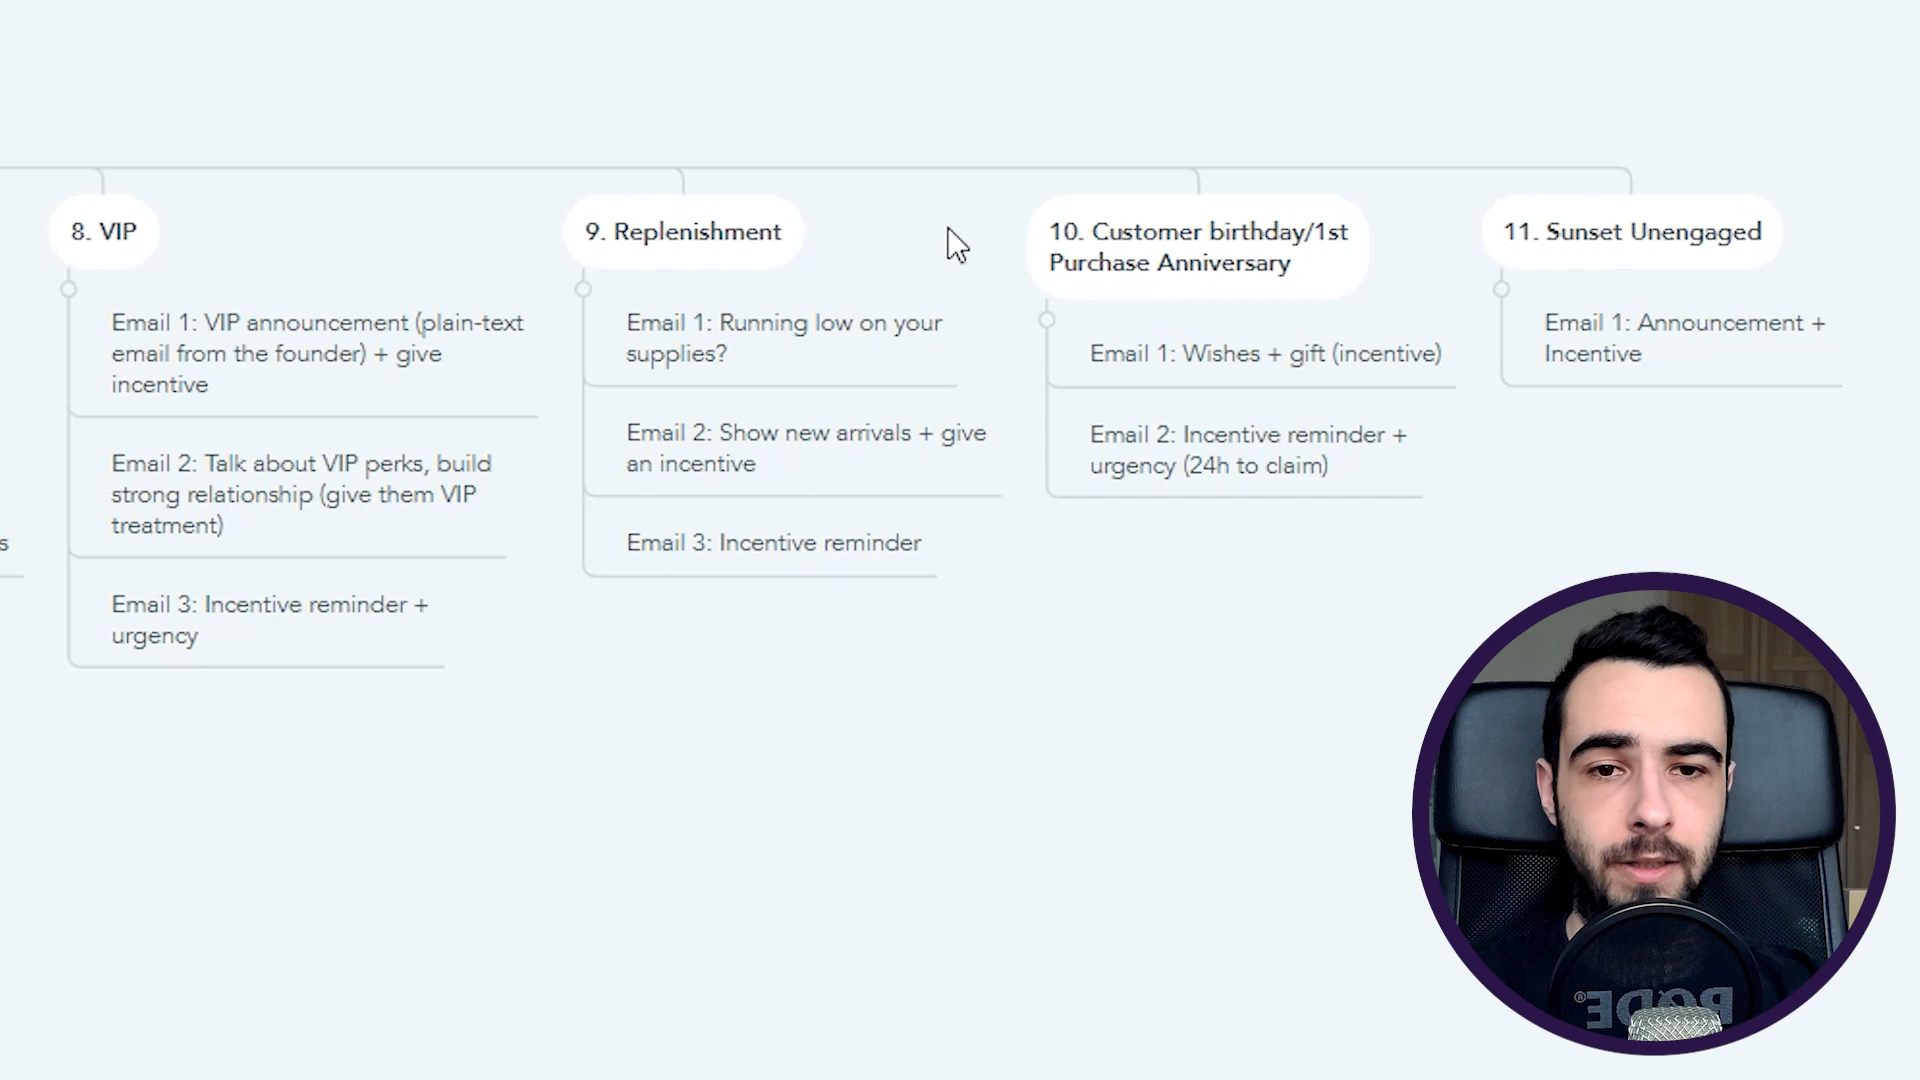 8. VIP
Email 1: VIP announcement (plain-text
email from the founder) + give
incentive
Email 2: Talk about VIP perks, build
strong relationship (give them VIP
treatment)
Email 3: Incentive reminder +
urgency
9. Replenishment
Email 1: Running low on your
supplies?
Email 2: Show new arrivals + give
an incentive
Email 3: Incentive reminder
10. Customer birthday/1st
Purchase Anniversary
Email 1: Wishes + gift (incentive)
Email 2: Incentive reminder +
urgency (24h to claim)
11. Sunset Unengaged
Email 1: Announcement +
Incentive
s
RØDE®